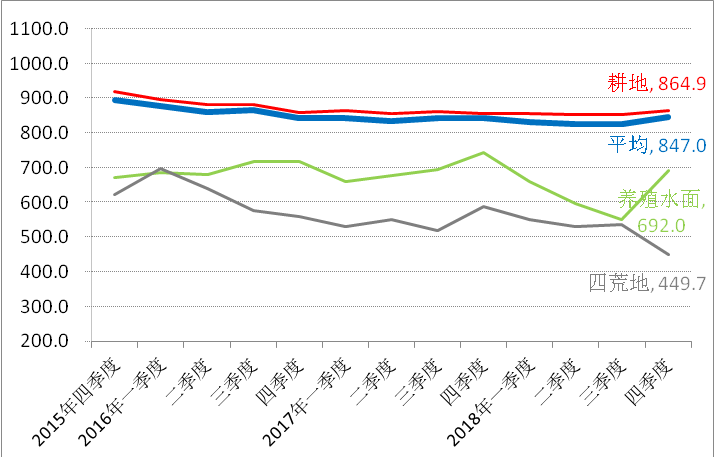 1100.0
1000.0
900.0
800.0
700.0
600.0
500.0
400.0
300.0
200.0
耕地, 864.9
平均, 847.0
养殖水面,
692.0
四荒地, 449.7
2015年四季度
2016年一季度
二季度
三季度
四季度
2017年一季度
二季度
三季度
四季度
2018年一季度
二季度
三季度
四季度